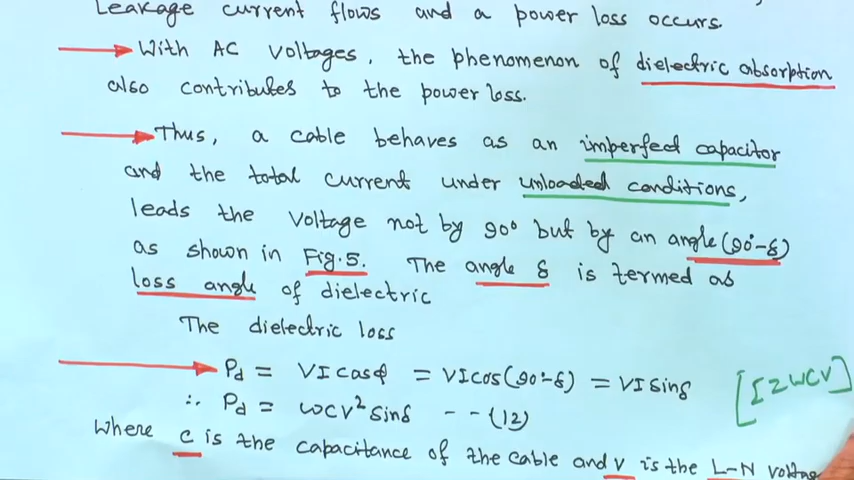 Leakage current flows and a power loss occurs.
With AC voltages, the phenomenon of dielectric absorption
also contributes to the power loss.
Thus, a cable behaves as an imperfect capacitor
and the total current under unloaded conditions,
leads the voltage not by 90° but by an angle (90°-δ)
as shown in Fig.5. The angle δ is termed as
loss angle of dielectric
The dielectric loss
Pd = VI cosφ = VI cos(90°-δ) = VI sinδ [I=ωCV]
∴ Pd = ωCV² sinδ -- (12)
Where C is the capacitance of the cable and V is the L-N voltage